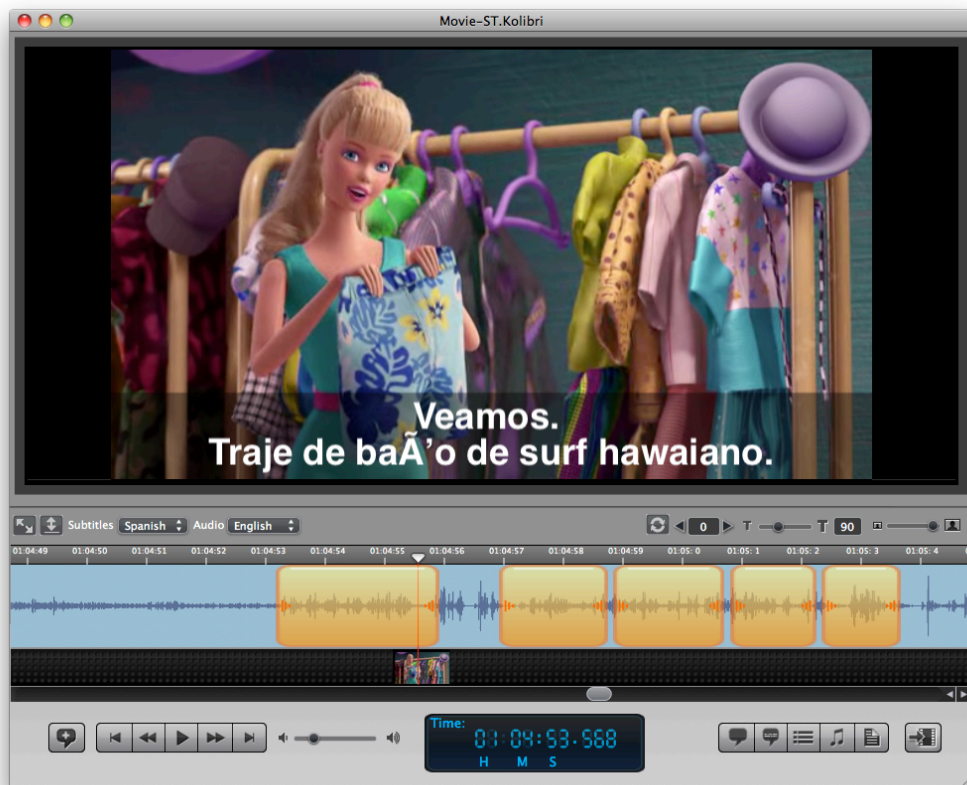 Movie-ST.Kolibri
Veamos.
Traje de baÃ’o de surf hawaiano.
Subtitles Spanish Audio English 0 T T 90
01:04:49 01:04:50 01:04:51 01:04:52 01:04:53 01:04:54 01:04:55 01:04:56 01:04:57 01:04:58 01:04:59 01:05: 0 01:05: 1 01:05: 2 01:05: 3 01:05: 4
Time:
01:04:53.568
H M S